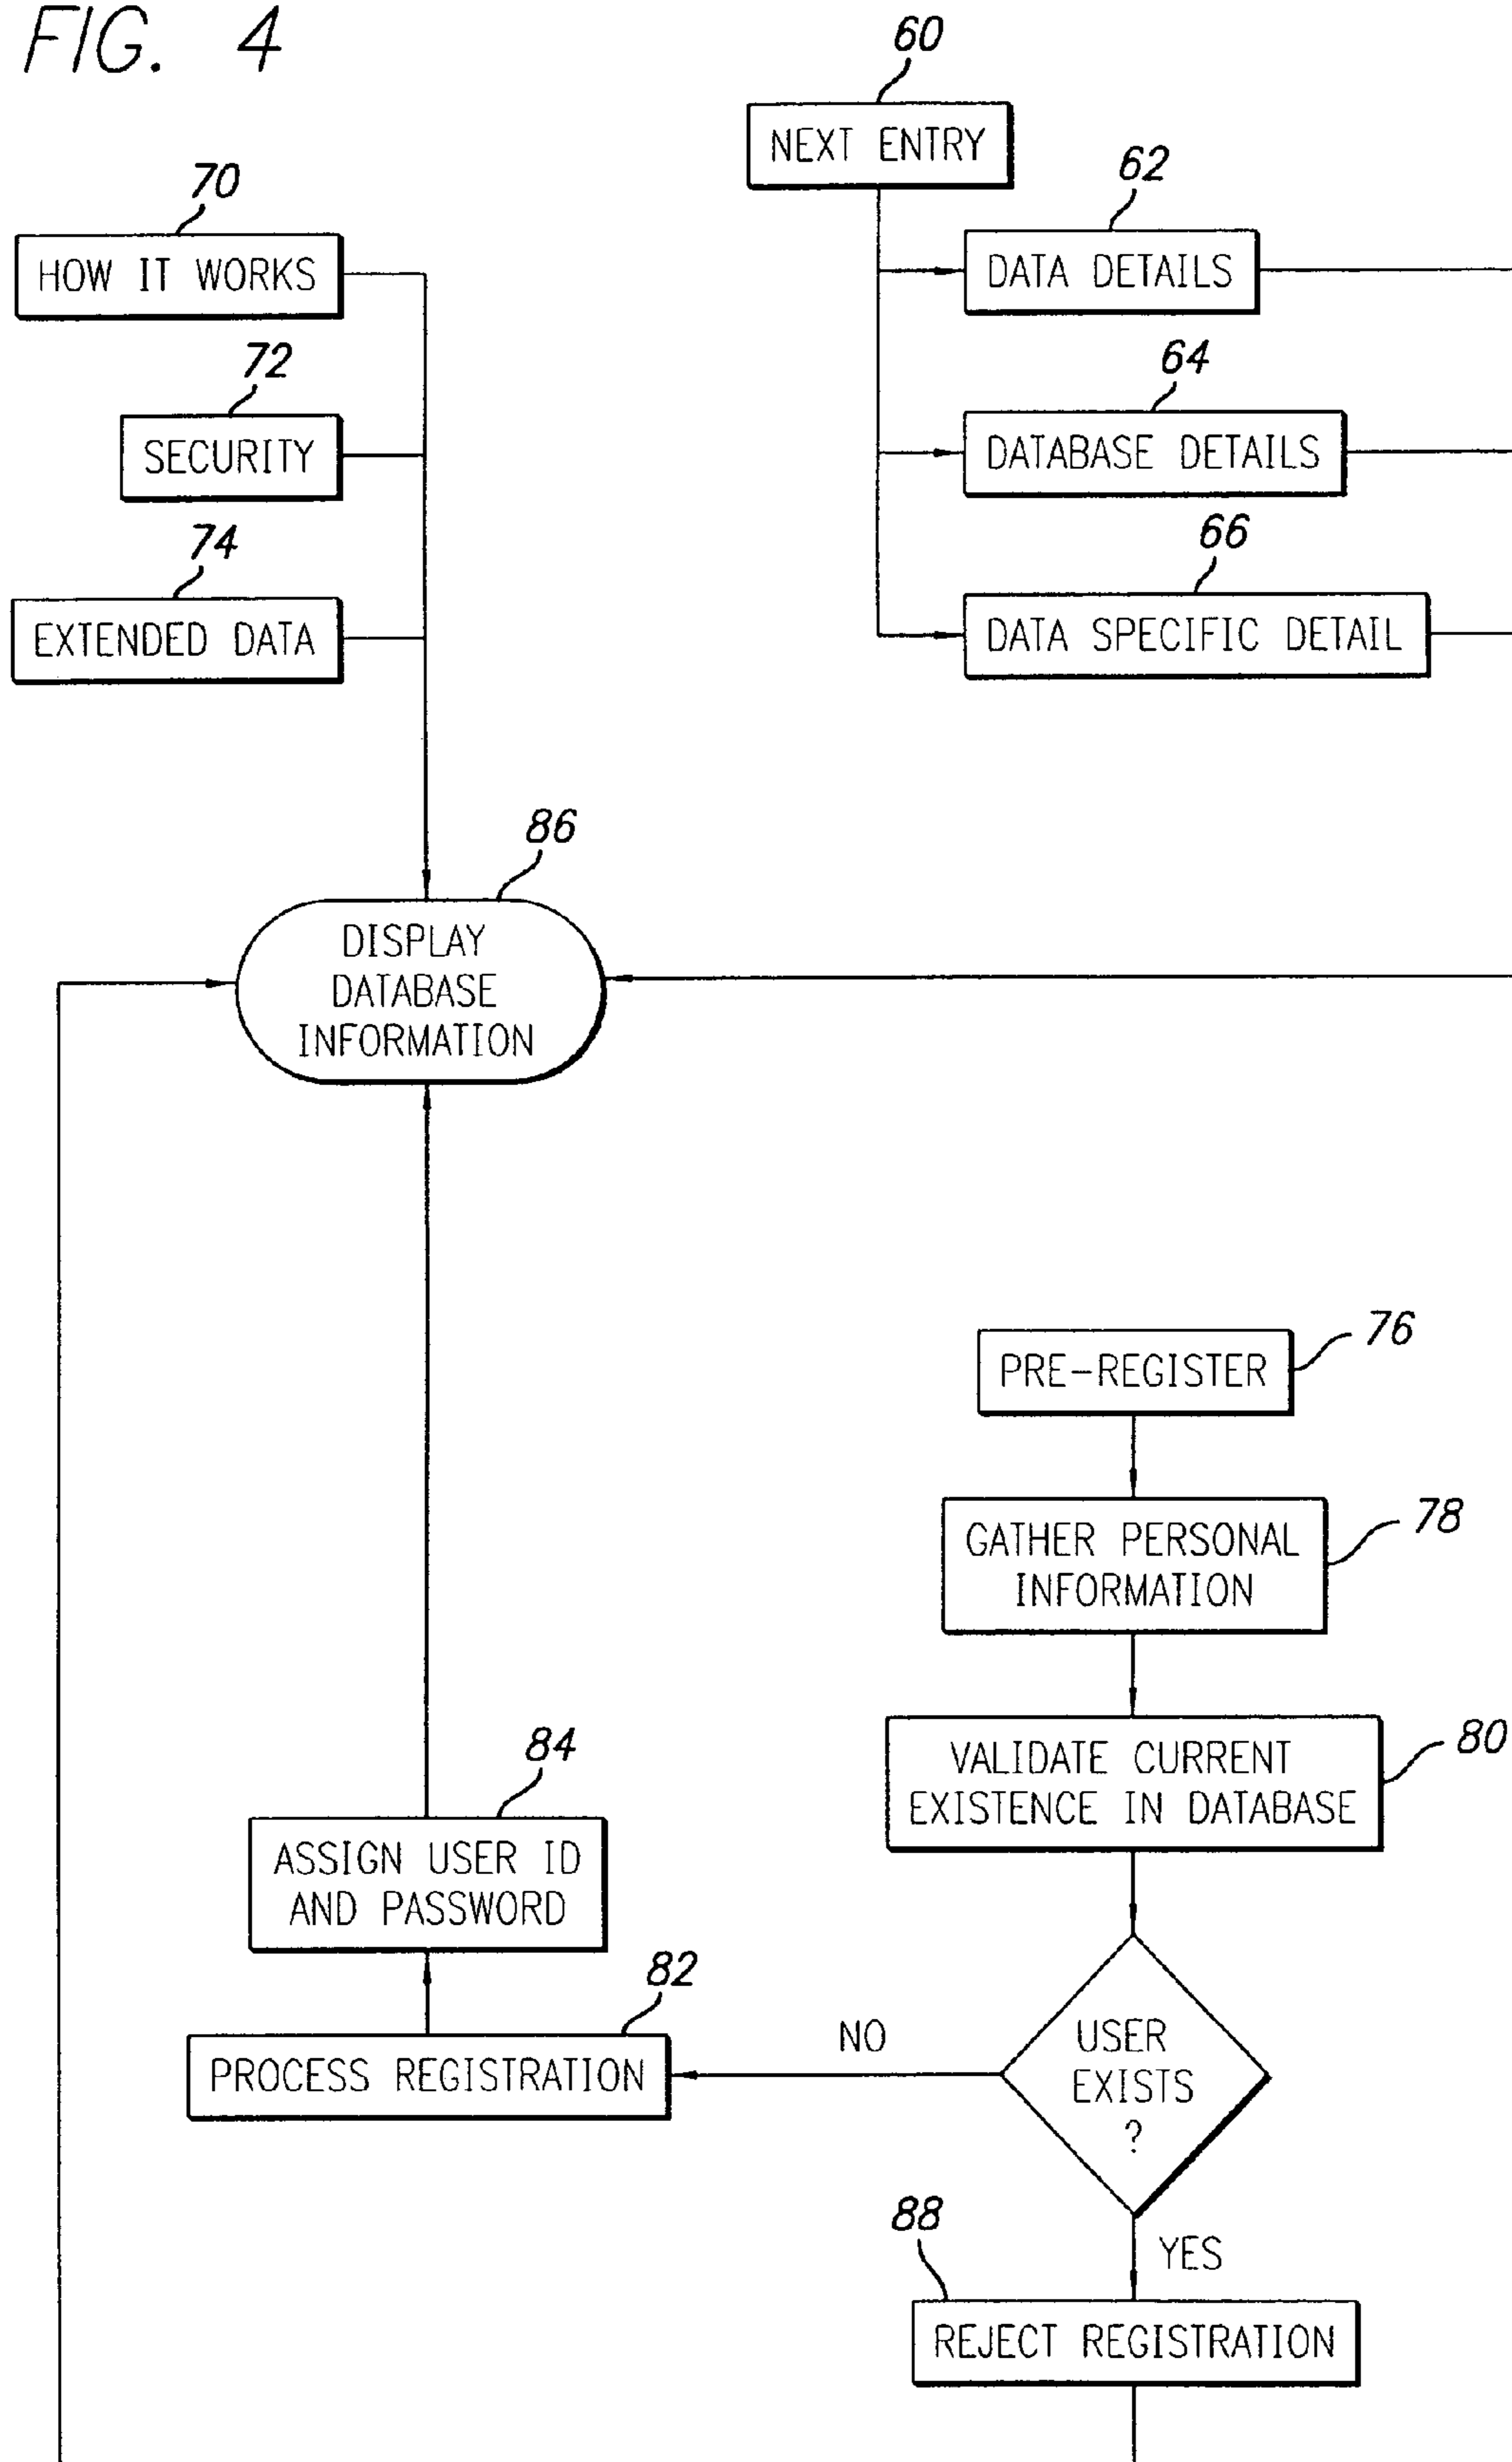 FIG. 4
60
NEXT ENTRY
62
DATA DETAILS
64
DATABASE DETAILS
66
DATA SPECIFIC DETAIL
70
HOW IT WORKS
72
SECURITY
74
EXTENDED DATA
86
DISPLAY
DATABASE
INFORMATION
76
PRE-REGISTER
78
GATHER PERSONAL
INFORMATION
80
VALIDATE CURRENT
EXISTENCE IN DATABASE
USER
EXISTS
?
NO
82
PROCESS REGISTRATION
84
ASSIGN USER ID
AND PASSWORD
YES
88
REJECT REGISTRATION